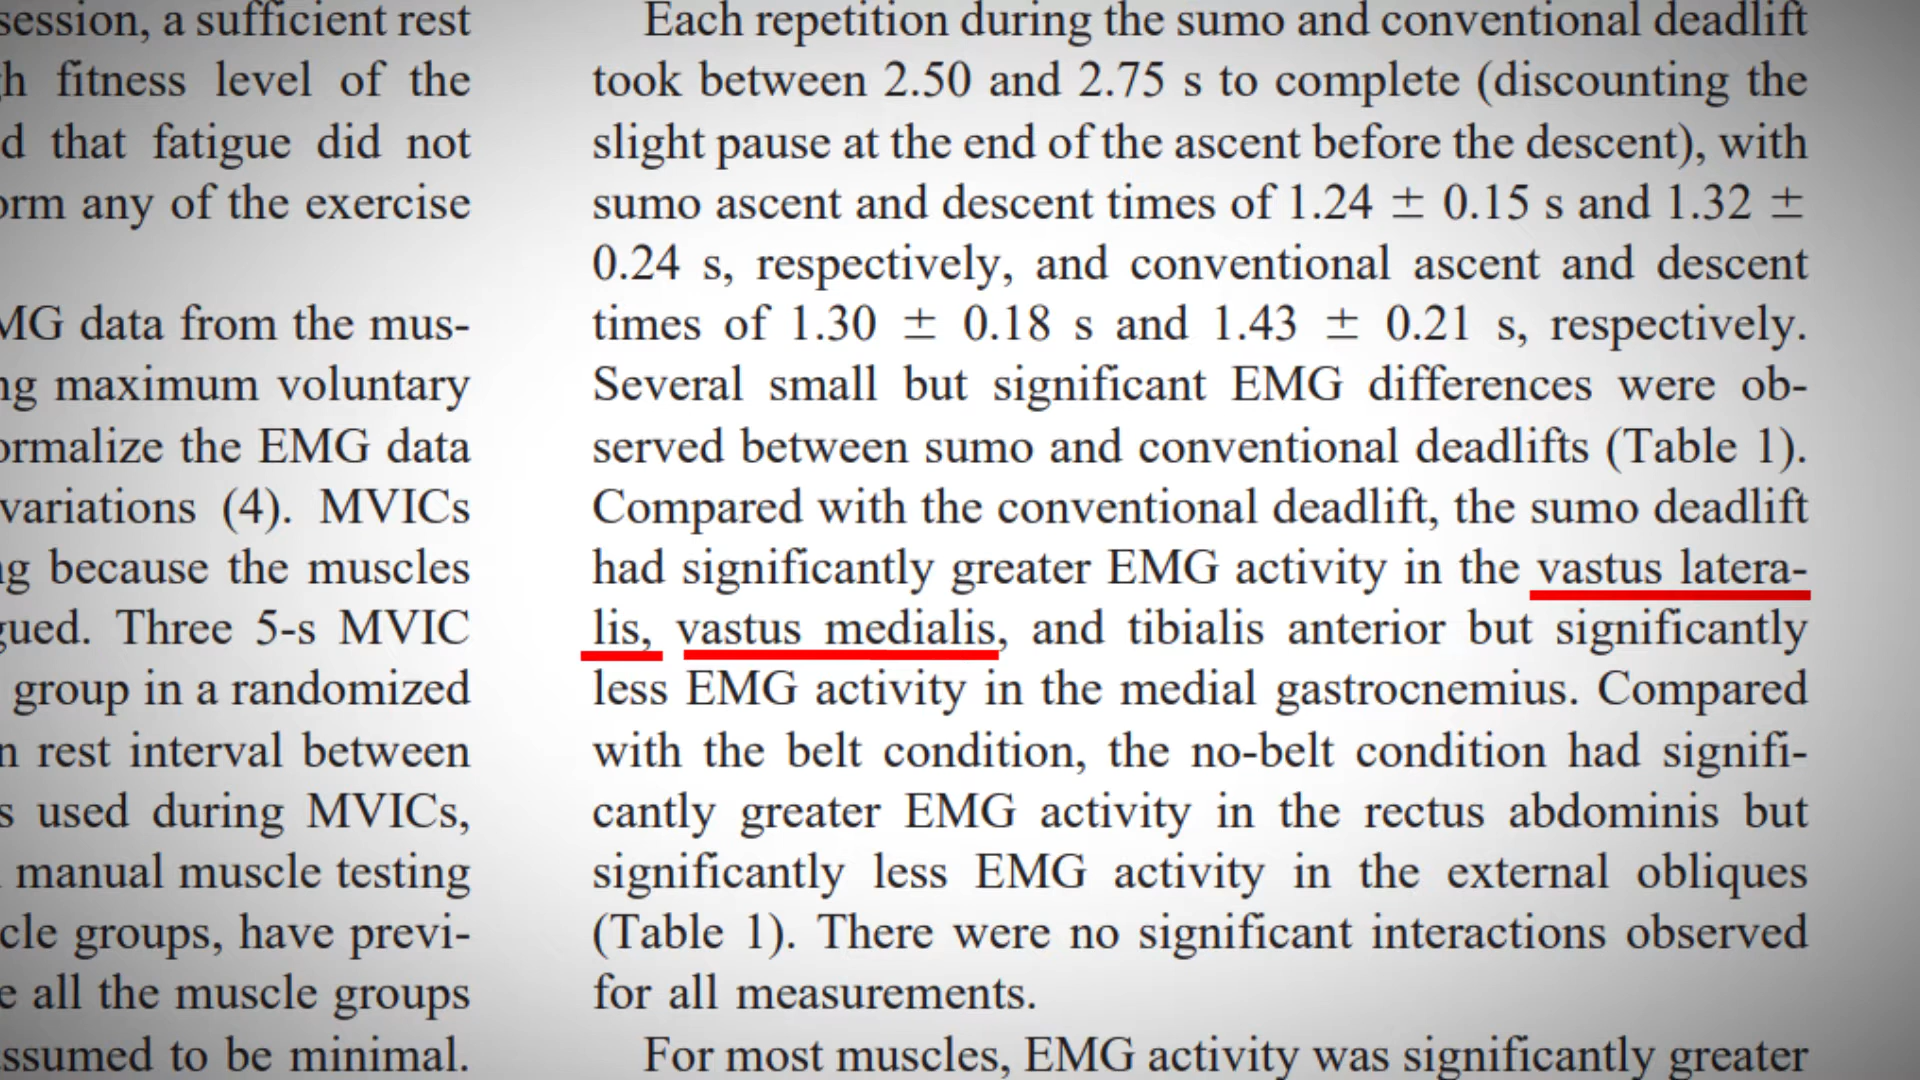 session, a sufficient rest
fitness level of the
that fatigue did not
any of the exercise
data from the mus-
maximum voluntary
the EMG data
variations (4). MVICs
because the muscles
Three 5-s MVIC
group in a randomized
rest interval between
used during MVICs,
manual muscle testing
groups, have previ-
all the muscle groups
to be minimal.
Each repetition during the sumo and conventional deadlift
took between 2.50 and 2.75 s to complete (discounting the
slight pause at the end of the ascent before the descent), with
sumo ascent and descent times of 1.24 ± 0.15 s and 1.32 ±
0.24 s, respectively, and conventional ascent and descent
times of 1.30 ± 0.18 s and 1.43 ± 0.21 s, respectively.
Several small but significant EMG differences were ob-
served between sumo and conventional deadlifts (Table 1).
Compared with the conventional deadlift, the sumo deadlift
had significantly greater EMG activity in the vastus latera-
lis, vastus medialis, and tibialis anterior but significantly
less EMG activity in the medial gastrocnemius. Compared
with the belt condition, the no-belt condition had signifi-
cantly greater EMG activity in the rectus abdominis but
significantly less EMG activity in the external obliques
(Table 1). There were no significant interactions observed
for all measurements.
For most muscles, EMG activity was significantly greater